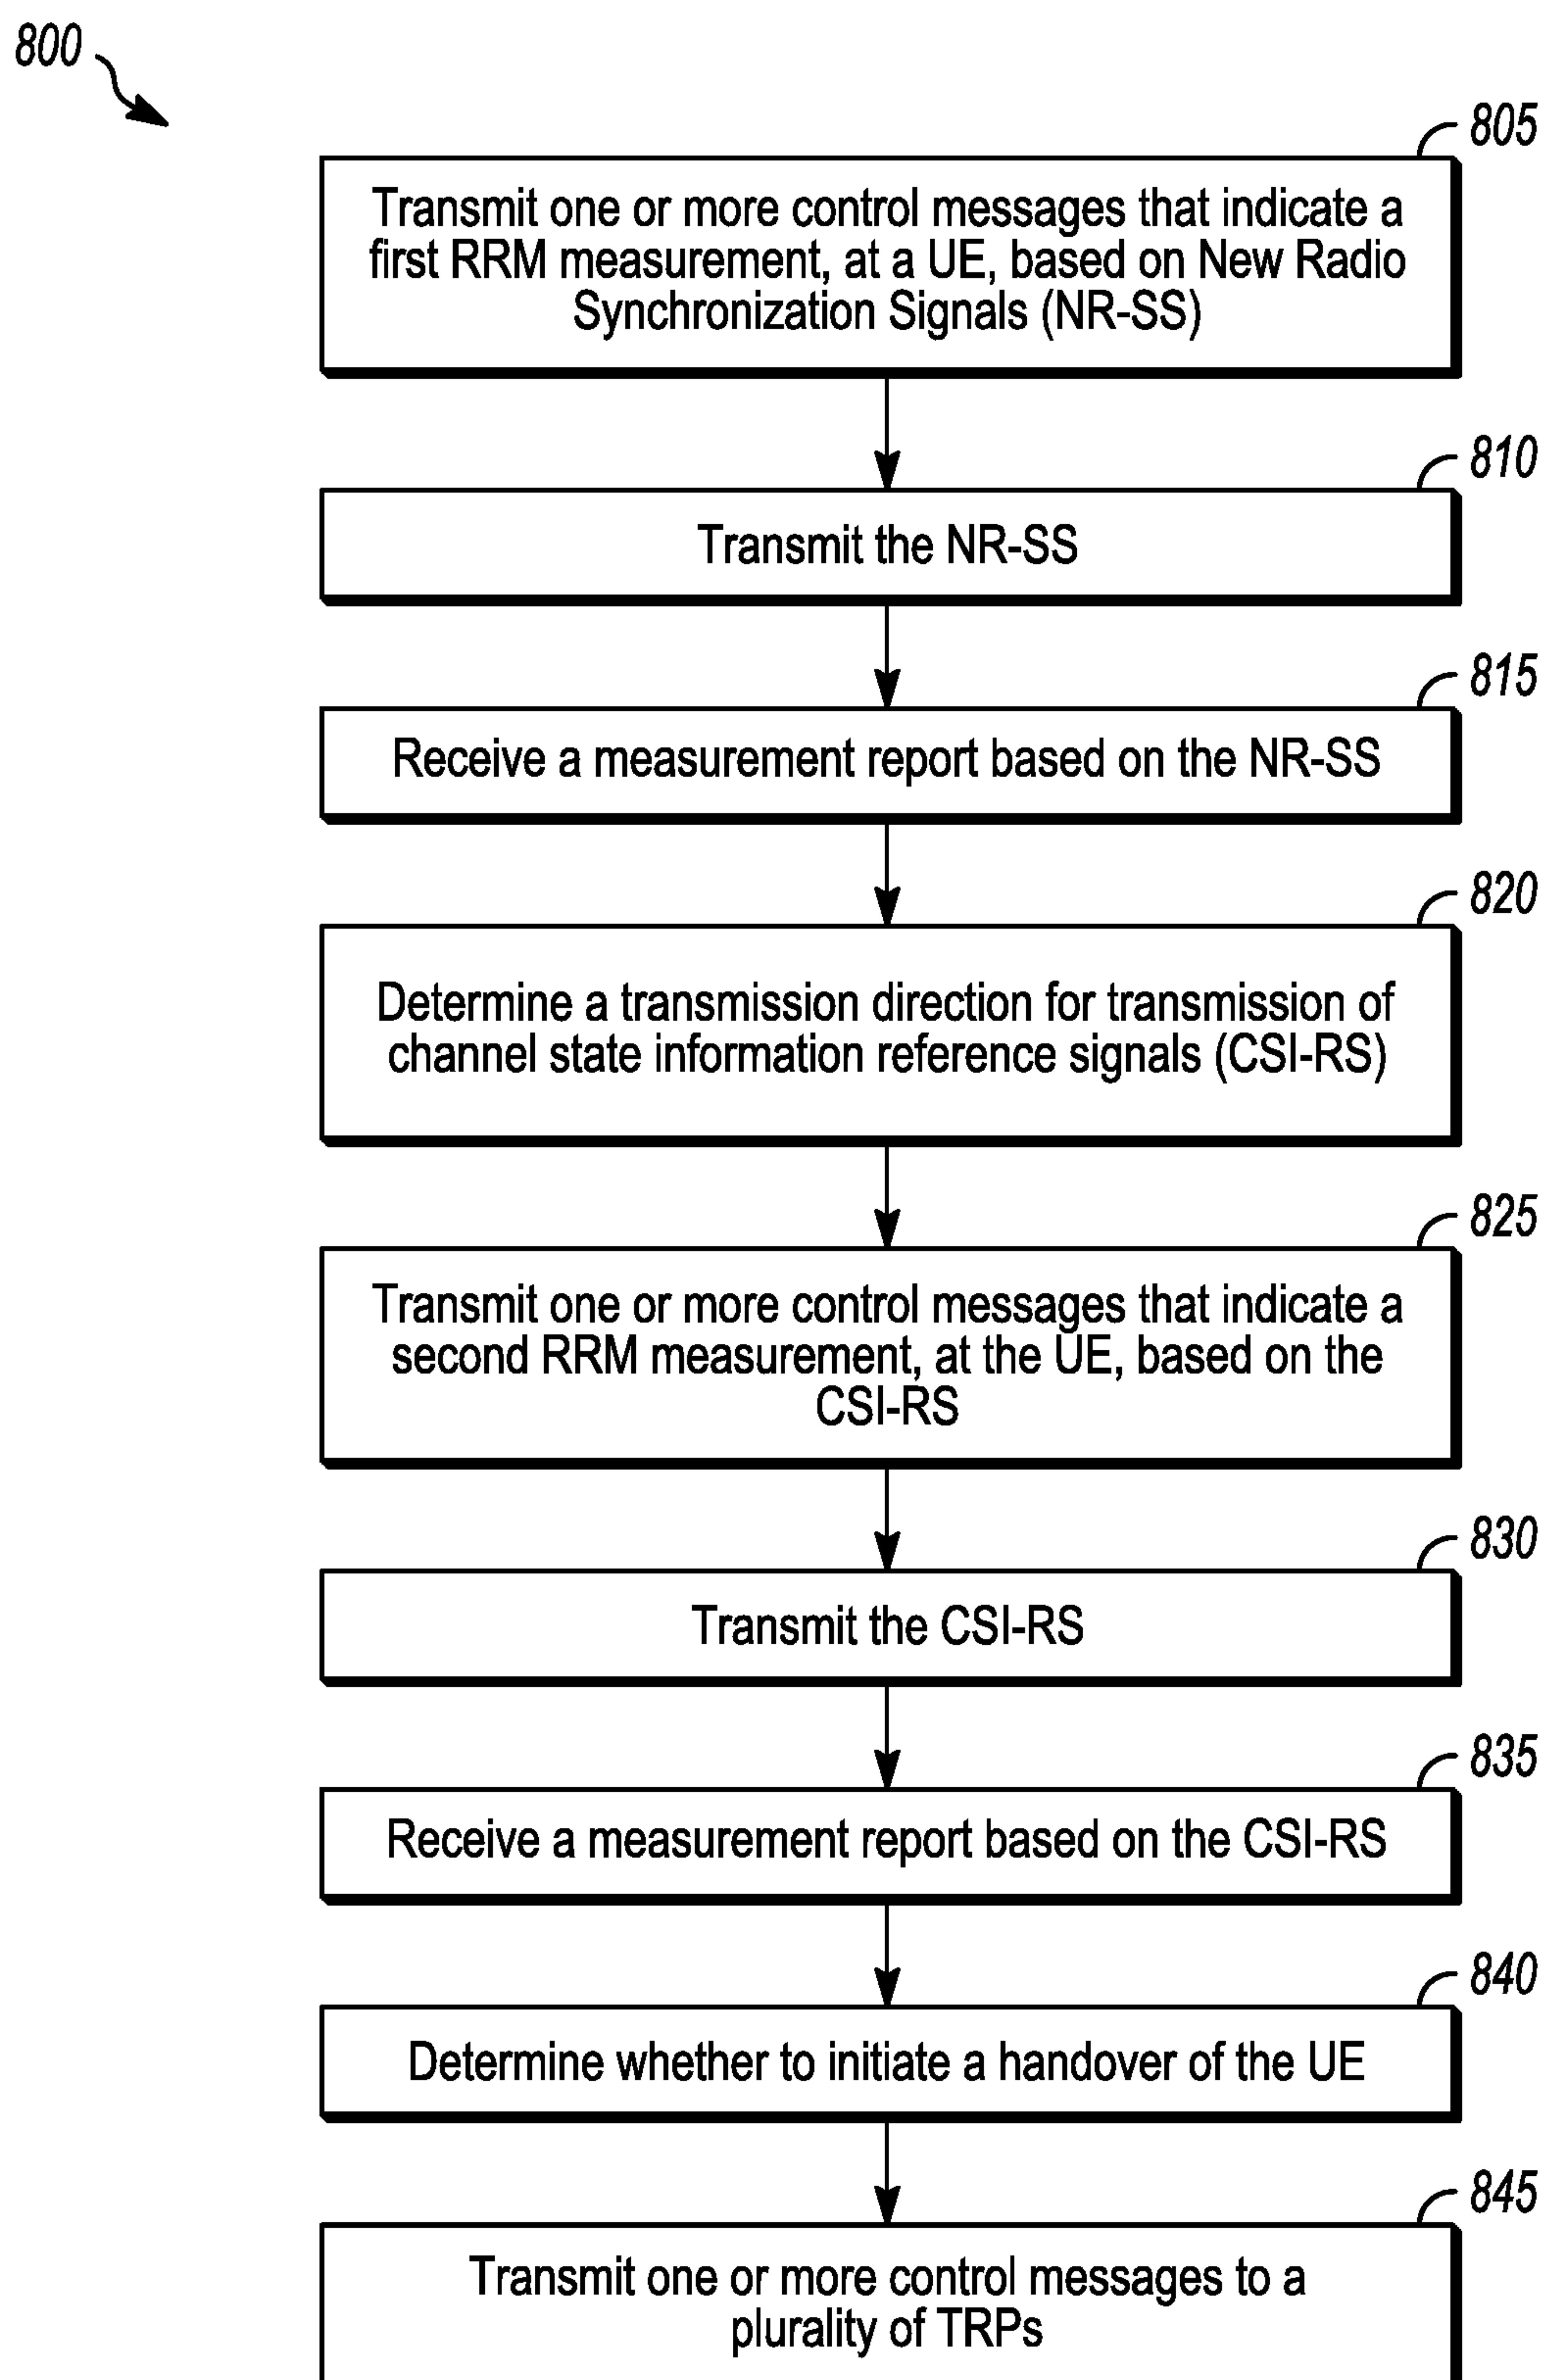 800
805
Transmit one or more control messages that indicate a
first RRM measurement, at a UE, based on New Radio
Synchronization Signals (NR-SS)
810
Transmit the NR-SS
815
Receive a measurement report based on the NR-SS
820
Determine a transmission direction for transmission of
channel state information reference signals (CSI-RS)
825
Transmit one or more control messages that indicate a
second RRM measurement, at the UE, based on the
CSI-RS
830
Transmit the CSI-RS
835
Receive a measurement report based on the CSI-RS
840
Determine whether to initiate a handover of the UE
845
Transmit one or more control messages to a
plurality of TRPs